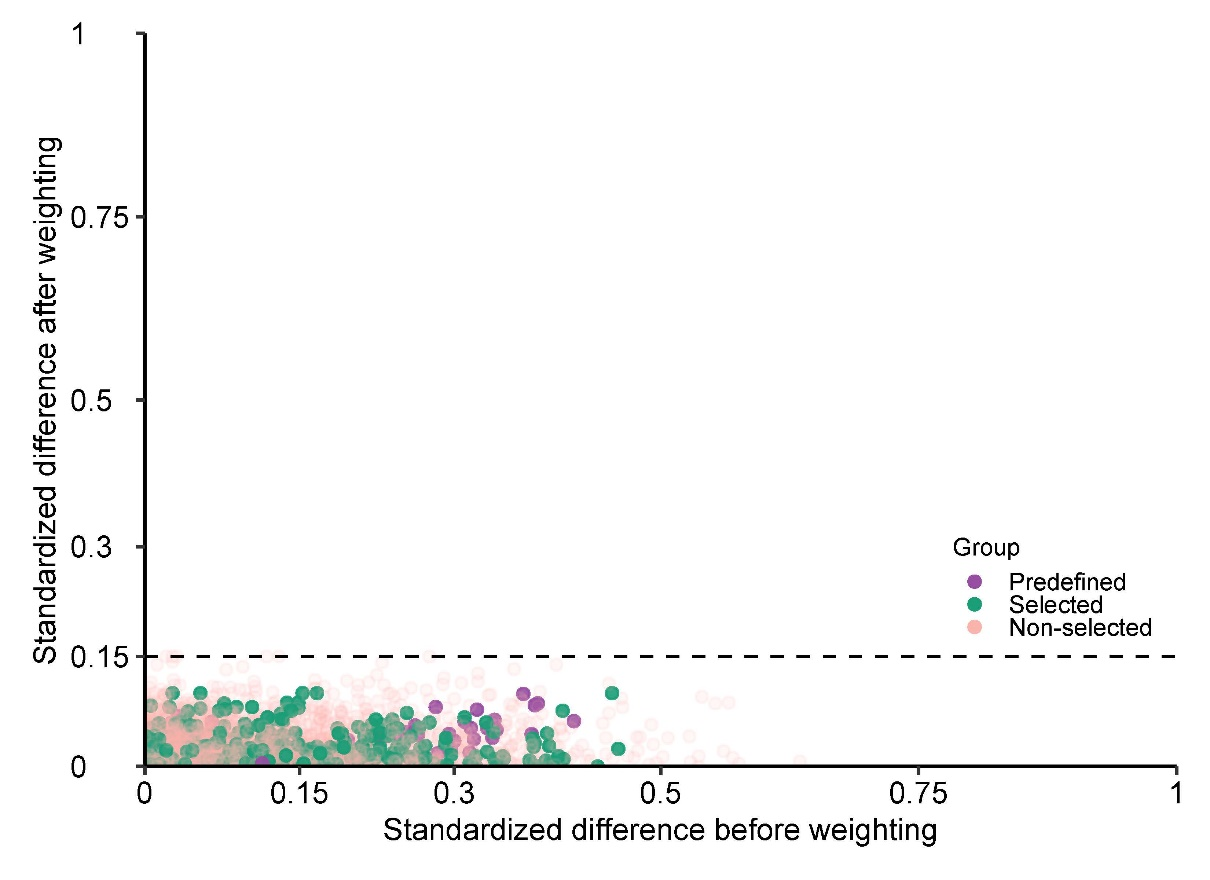 1
0.75
0.5
0.3
0.15
0
Standardized difference after weighting
Group
Predefined
Selected
Non-selected
0
0.15
0.3
0.5
0.75
1
Standardized difference before weighting